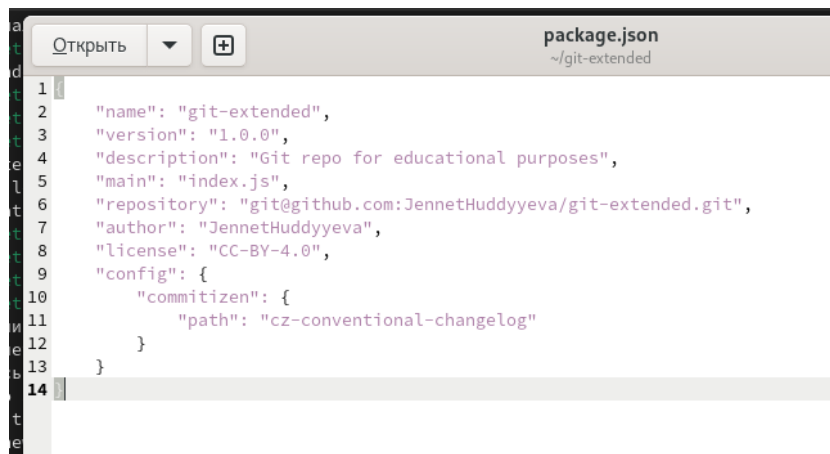 Открыть
package.json
~/git-extended
1 {
2     "name": "git-extended",
3     "version": "1.0.0",
4     "description": "Git repo for educational purposes",
5     "main": "index.js",
6     "repository": "git@github.com:JennetHuddyyeva/git-extended.git",
7     "author": "JennetHuddyyeva",
8     "license": "CC-BY-4.0",
9     "config": {
10         "commitizen": {
11             "path": "cz-conventional-changelog"
12         }
13     }
14 }